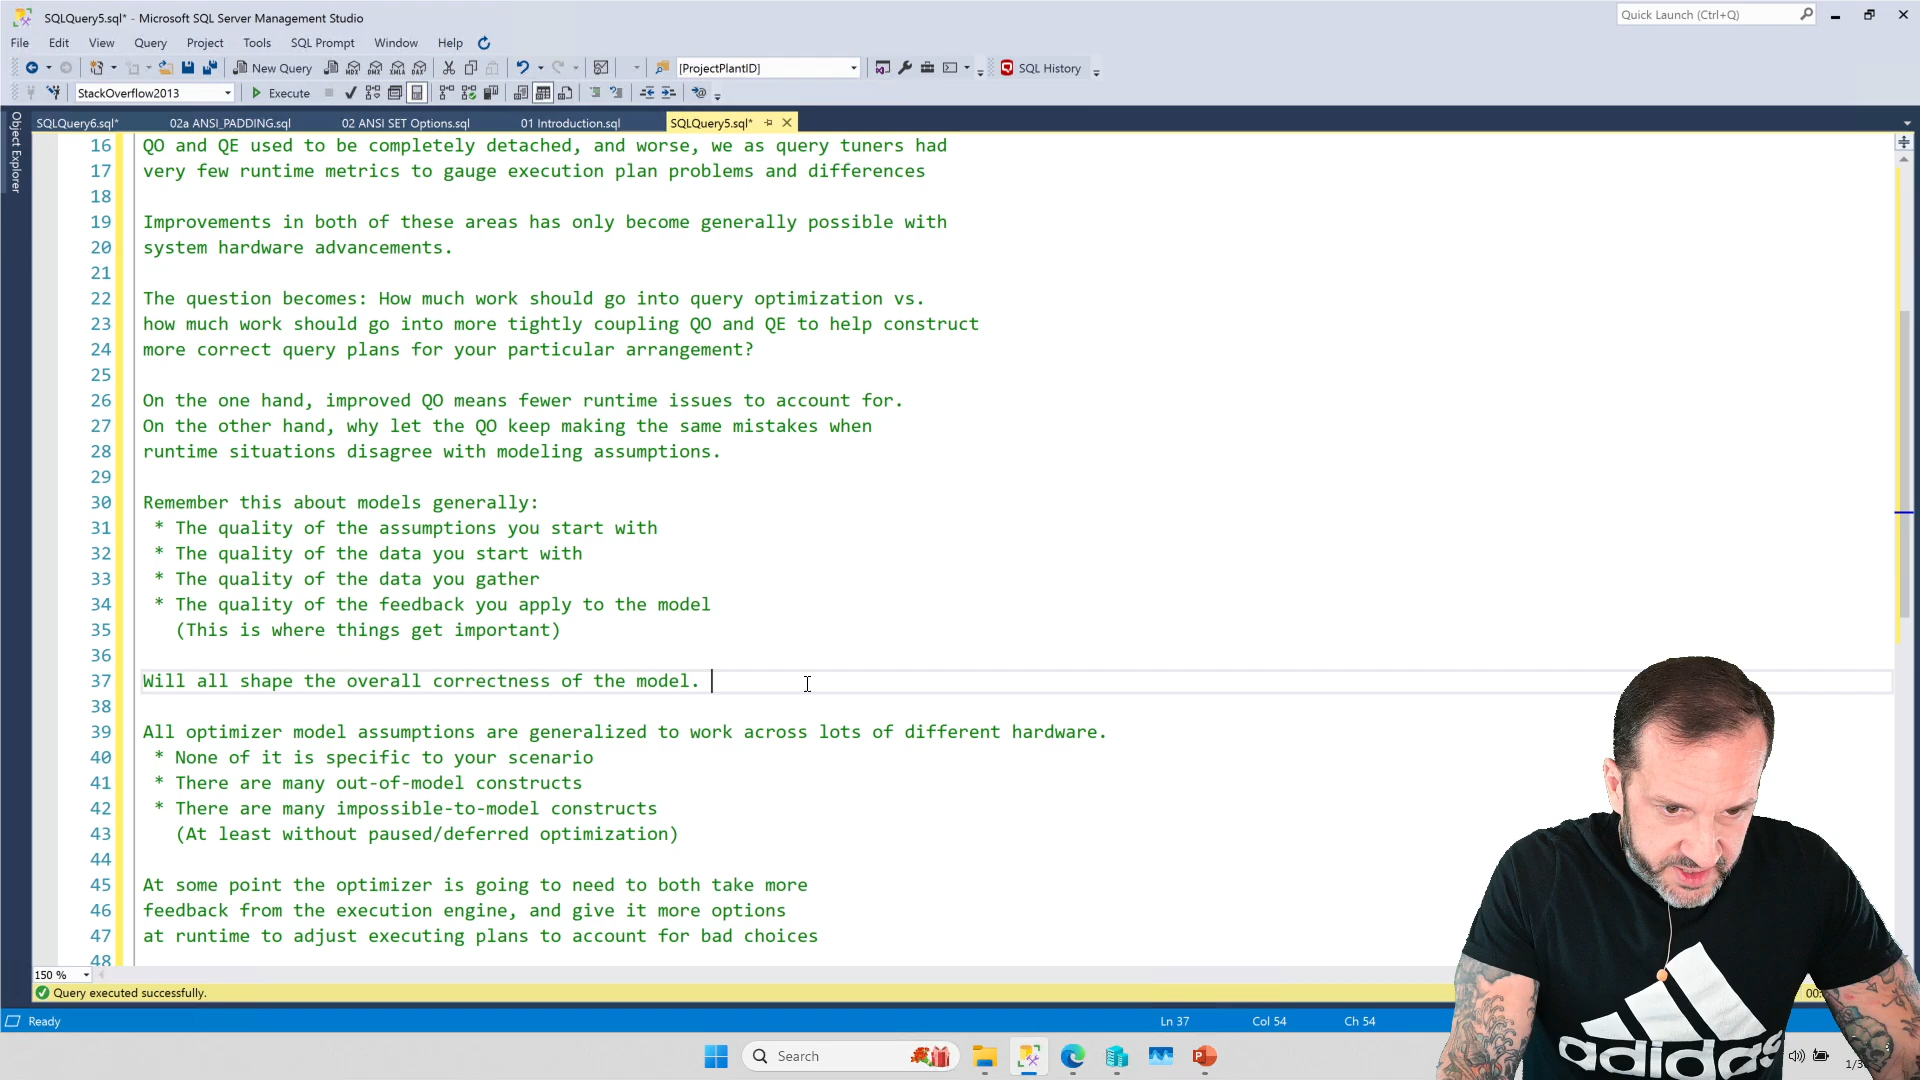 SQLQuery5.sql* - Microsoft SQL Server Management Studio
Quick Launch (Ctrl+Q)
File Edit View Query Project Tools SQL Prompt Window Help
New Query
MDX DMX XMLA DAX
[ProjectPlantID]
SQL History
StackOverflow2013
Execute
SQLQuery6.sql* 02a ANSI_PADDING.sql 02 ANSI SET Options.sql 01 Introduction.sql SQLQuery5.sql*
Object Explorer
16 QO and QE used to be completely detached, and worse, we as query tuners had
17 very few runtime metrics to gauge execution plan problems and differences
18
19 Improvements in both of these areas has only become generally possible with
20 system hardware advancements.
21
22 The question becomes: How much work should go into query optimization vs.
23 how much work should go into more tightly coupling QO and QE to help construct
24 more correct query plans for your particular arrangement?
25
26 On the one hand, improved QO means fewer runtime issues to account for.
27 On the other hand, why let the QO keep making the same mistakes when
28 runtime situations disagree with modeling assumptions.
29
30 Remember this about models generally:
31 * The quality of the assumptions you start with
32 * The quality of the data you start with
33 * The quality of the data you gather
34 * The quality of the feedback you apply to the model
35 (This is where things get important)
36
37 Will all shape the overall correctness of the model.
38
39 All optimizer model assumptions are generalized to work across lots of different hardware.
40 * None of it is specific to your scenario
41 * There are many out-of-model constructs
42 * There are many impossible-to-model constructs
43 (At least without paused/deferred optimization)
44
45 At some point the optimizer is going to need to both take more
46 feedback from the execution engine, and give it more options
47 at runtime to adjust executing plans to account for bad choices
48
150 %
Query executed successfully.
00:
Ready
Ln 37 Col 54 Ch 54
Search
adidas